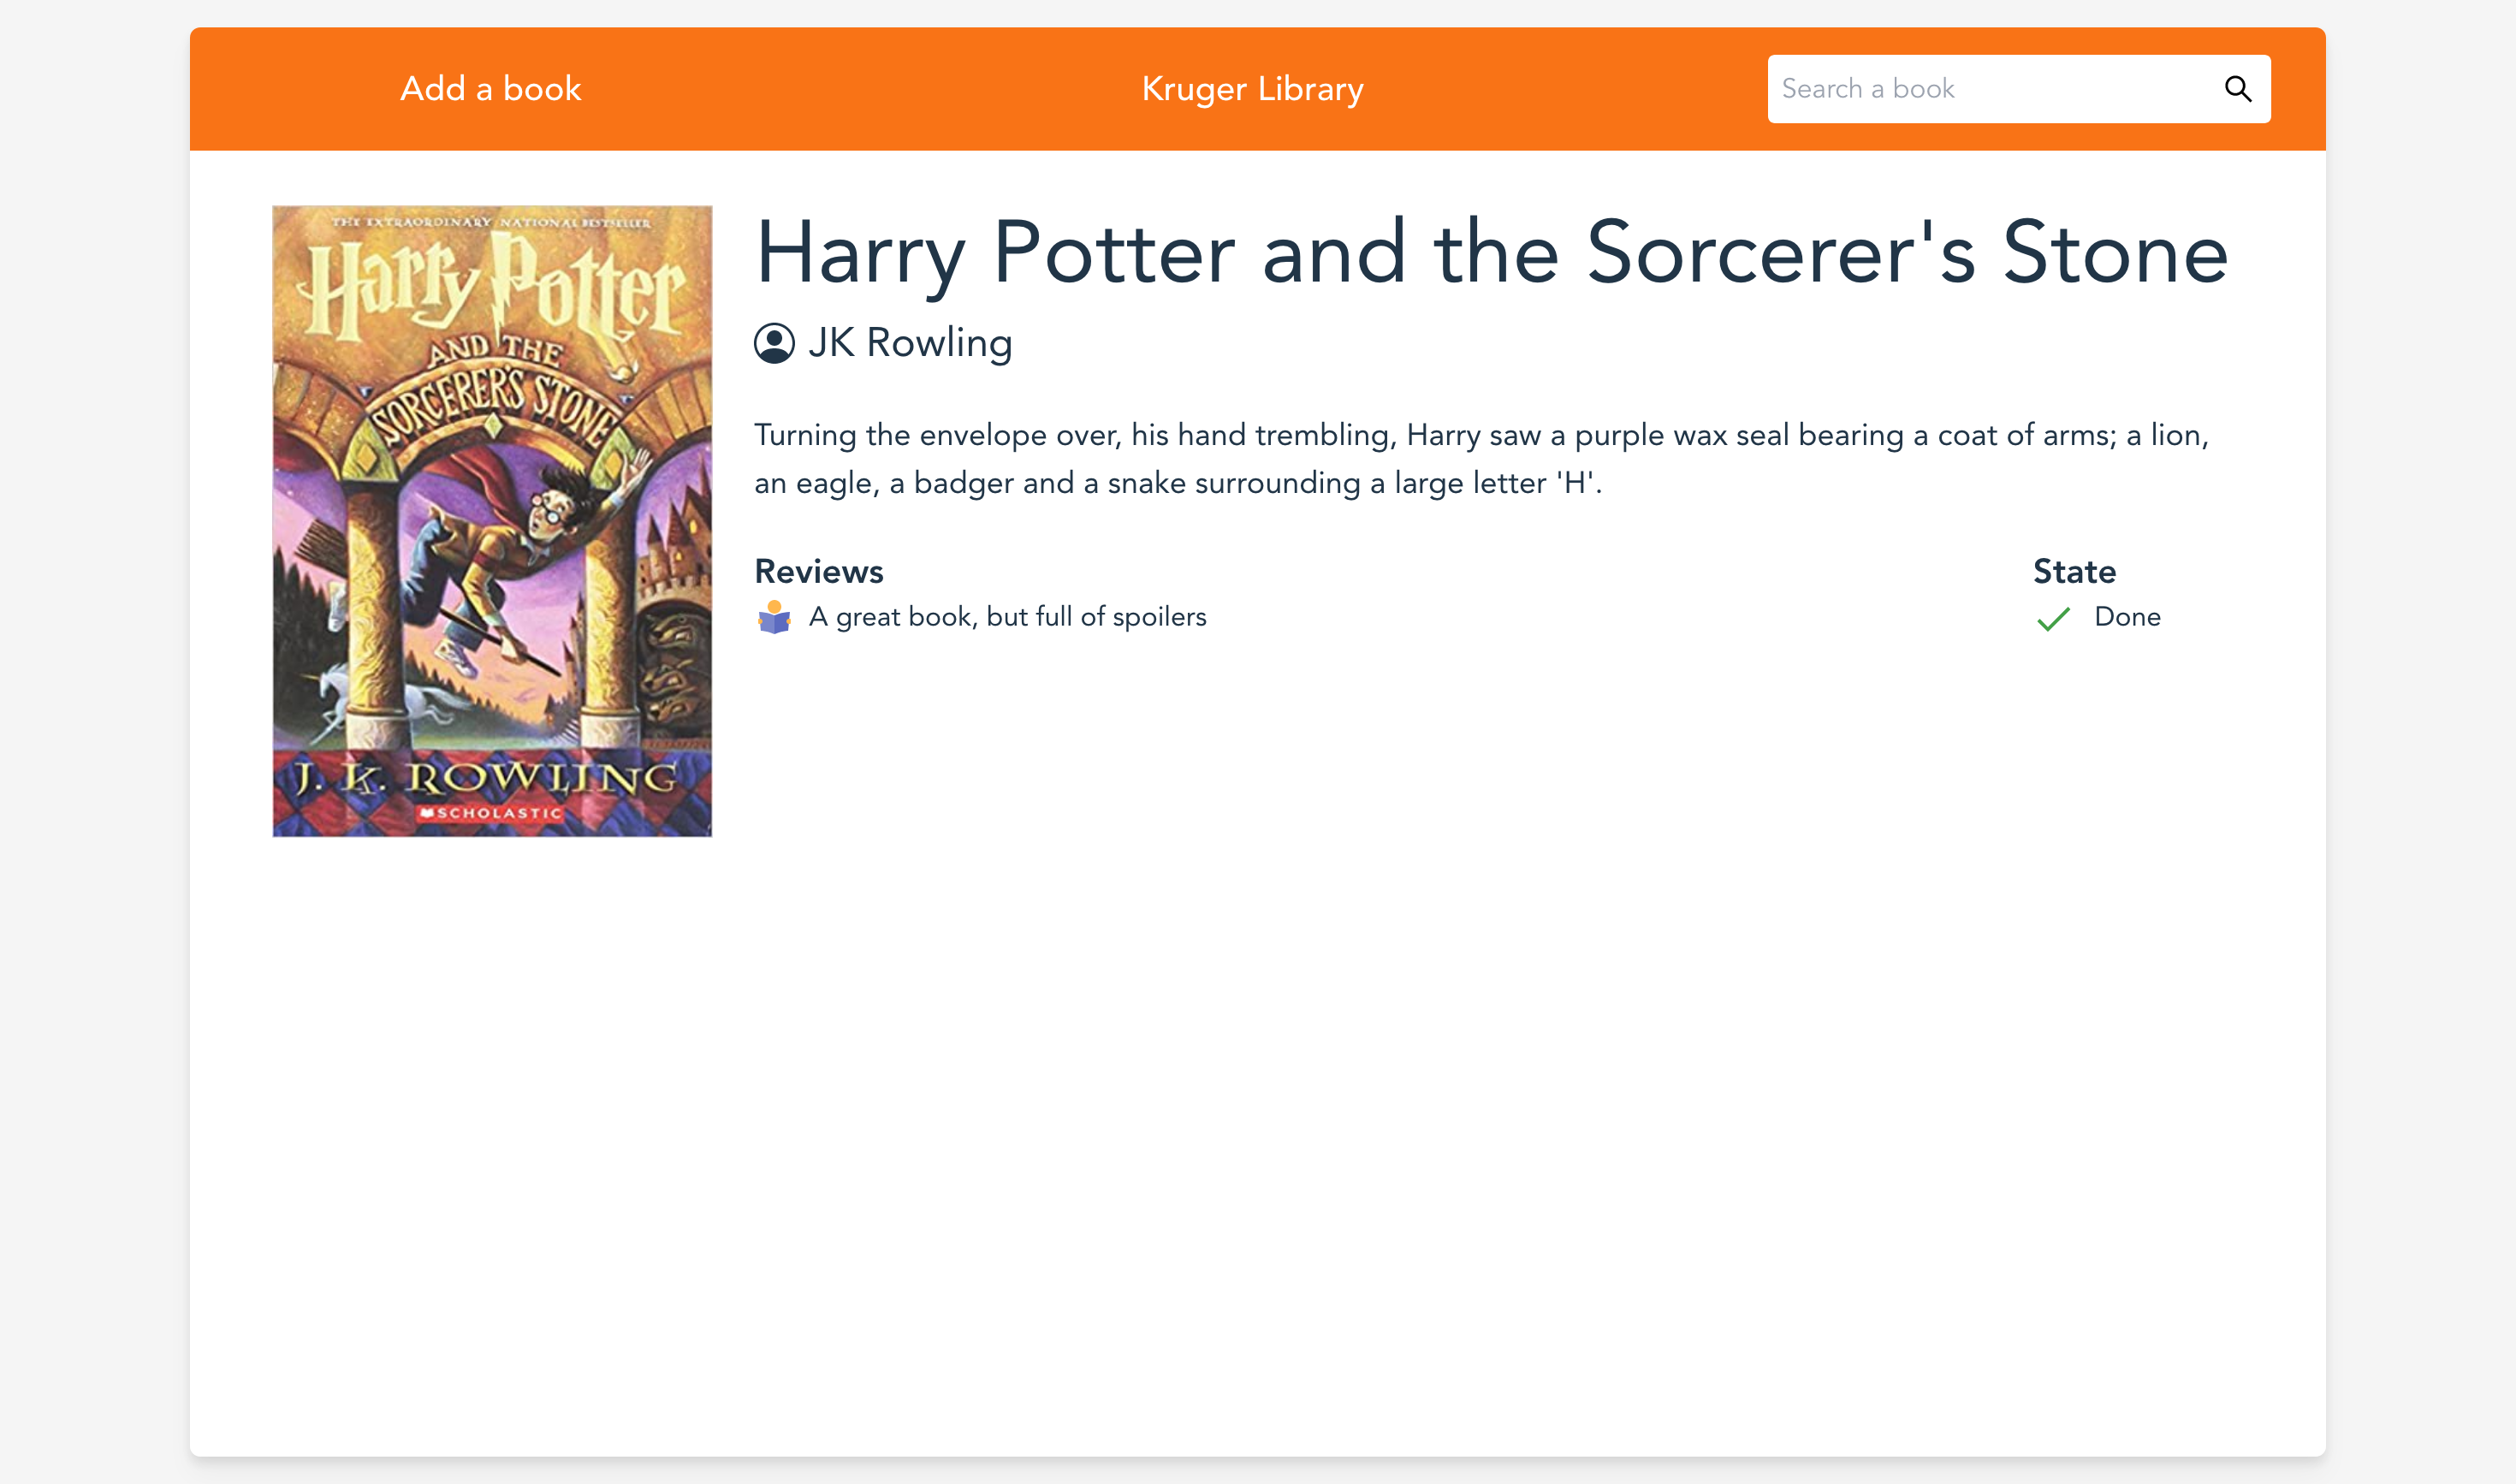 Add a book
Kruger Library
Search a book
THE EXTRAORDINARY NATIONAL BESTSELLER
Harry Potter
AND THE
SORCERER'S STONE
J. K. ROWLING
SCHOLASTIC
Harry Potter and the Sorcerer's Stone
JK Rowling
Turning the envelope over, his hand trembling, Harry saw a purple wax seal bearing a coat of arms; a lion,
an eagle, a badger and a snake surrounding a large letter 'H'.
Reviews
A great book, but full of spoilers
State
Done